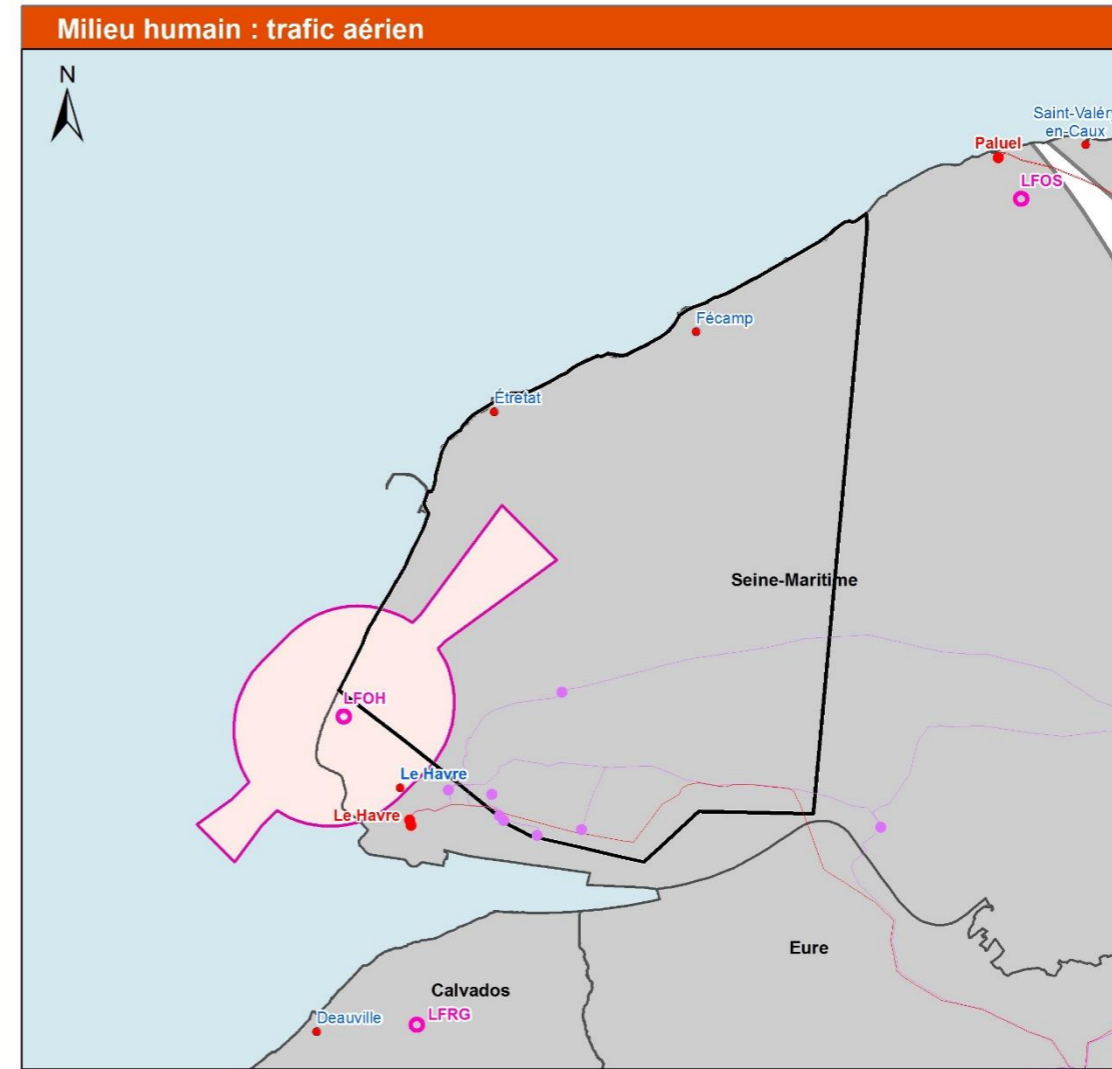 Milieu humain : trafic aérien
N
Saint-Valéry
en-Caux
Paluel
LFOS
Fécamp
Étretat
Seine-Maritime
LFOH
Le Havre
Le Havre
Eure
Calvados
LFRG
Deauville